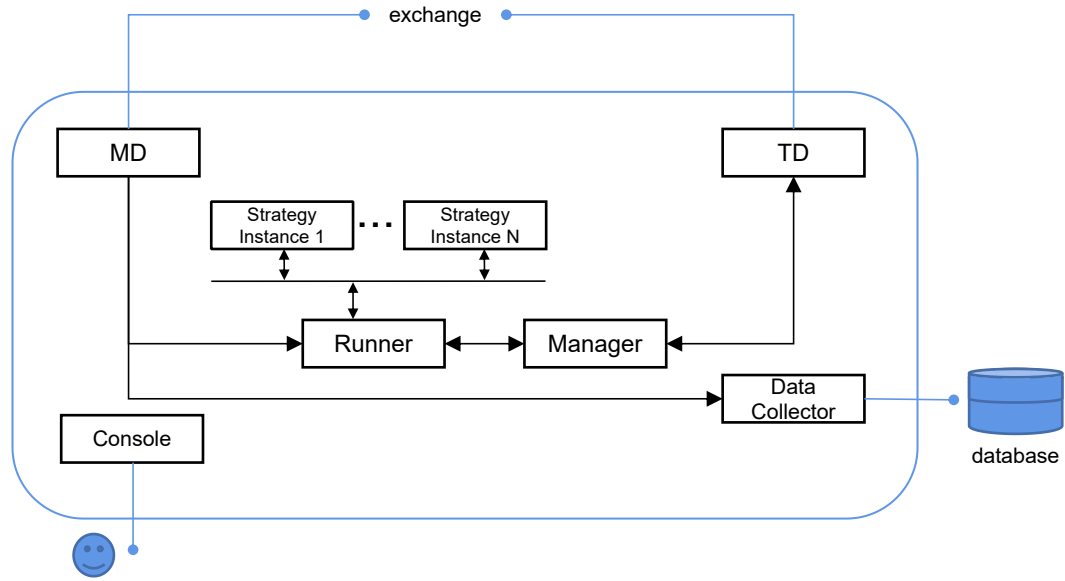 exchange
MD
TD
Strategy
Instance 1
...
Strategy
Instance N
Runner
Manager
Data
Collector
Console
database